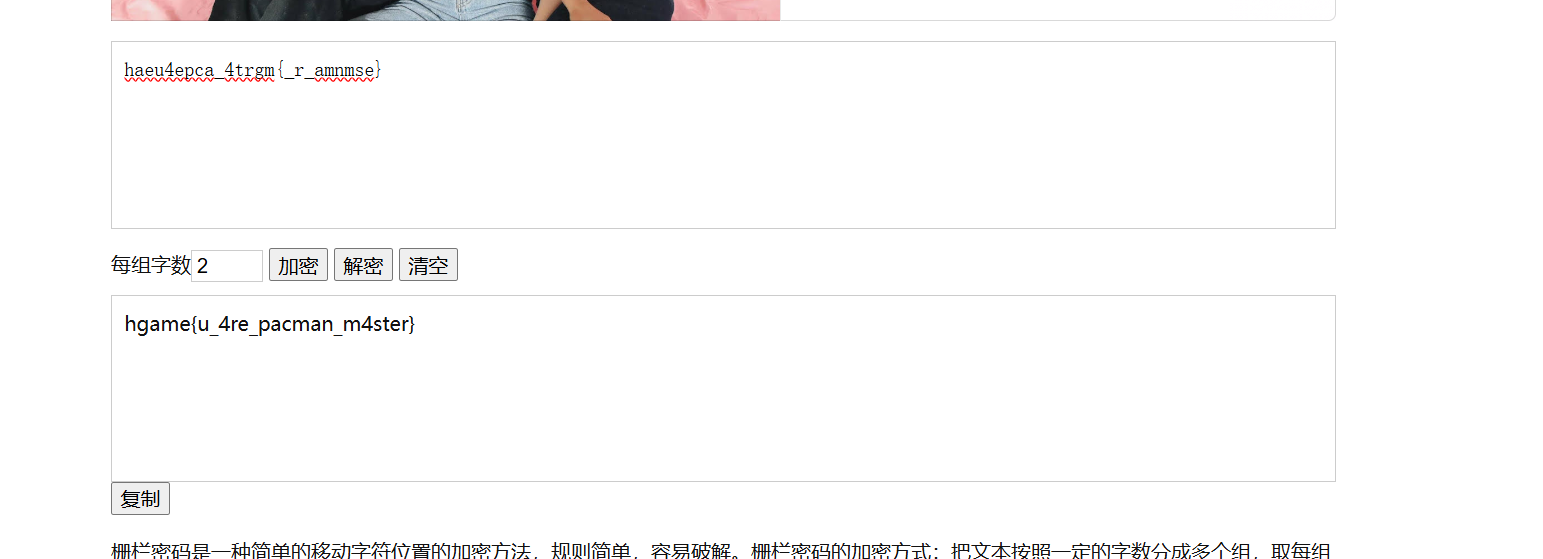 haeu4epca_4trgm{_r_amnmse}
每组字数 2 加密 解密 清空
hgame{u_4re_pacman_m4ster}
复制
栅栏密码是一种简单的移动字符位置的加密方法，规则简单，容易破解。栅栏密码的加密方式：把文本按照一定的字数分成多个组，取每组